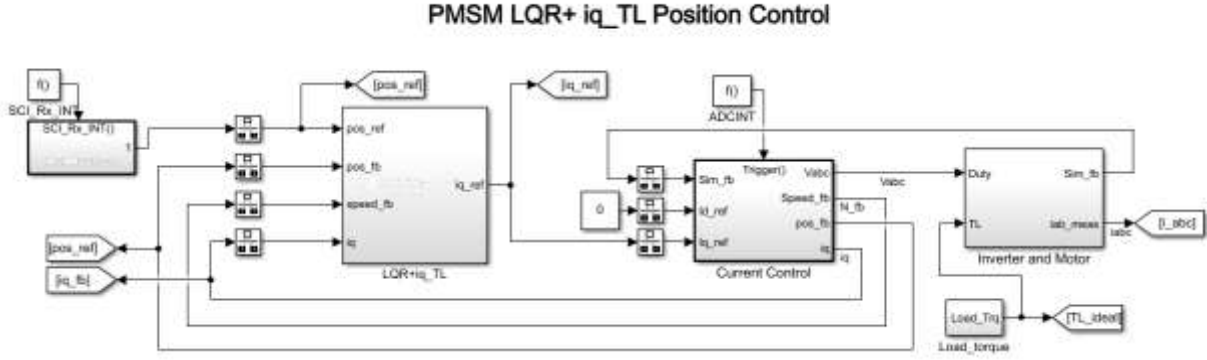 PMSM LQR+ iq_TL Position Control
f()
SCI_Rx_INT
SCI_Rx_INT()
1
[pos_ref]
[iq_ref]
f()
ADCINT
pos_ref
pos_fb
speed_fb
iq
iq_ref
LQR+iq_TL
[pos_ref]
[iq_fb]
0
Trigger()
Sim_fb
Id_ref
Iq_ref
Vabc
Speed_fb
pos_fb
iq
Current Control
Vabc
N_fb
iq
Duty
TL
Sim_fb
iab_meas
Iabc
[I_abc]
Inverter and Motor
Load_Trq
Load_torque
[TL_ideal]